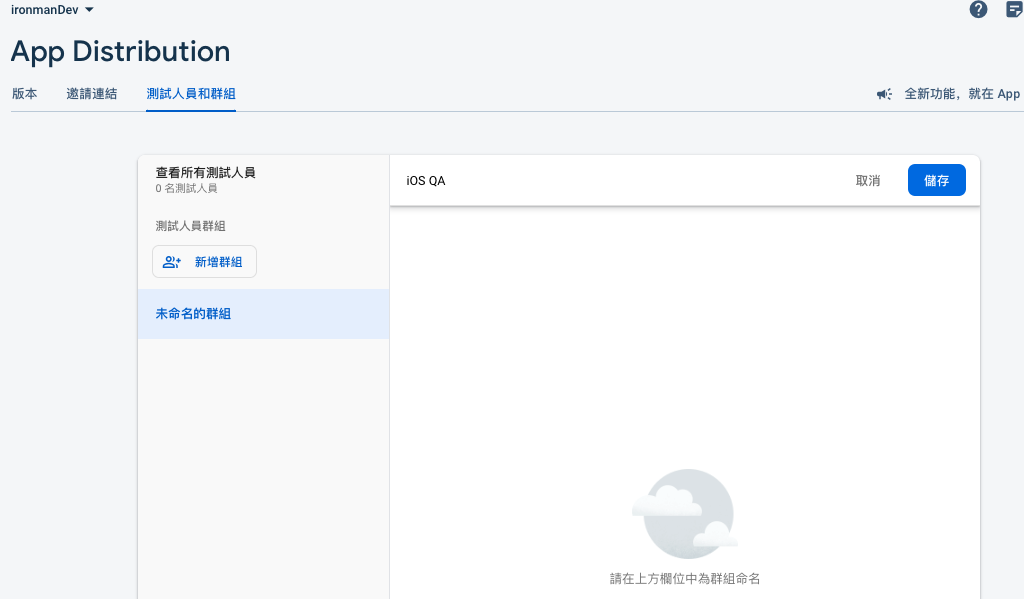 ironmanDev
App Distribution
版本 邀請連結 測試人員和群組 全新功能，就在 App
查看所有測試人員
0 名測試人員
iOS QA 取消 儲存
測試人員群組
新增群組
未命名的群組
請在上方欄位中為群組命名